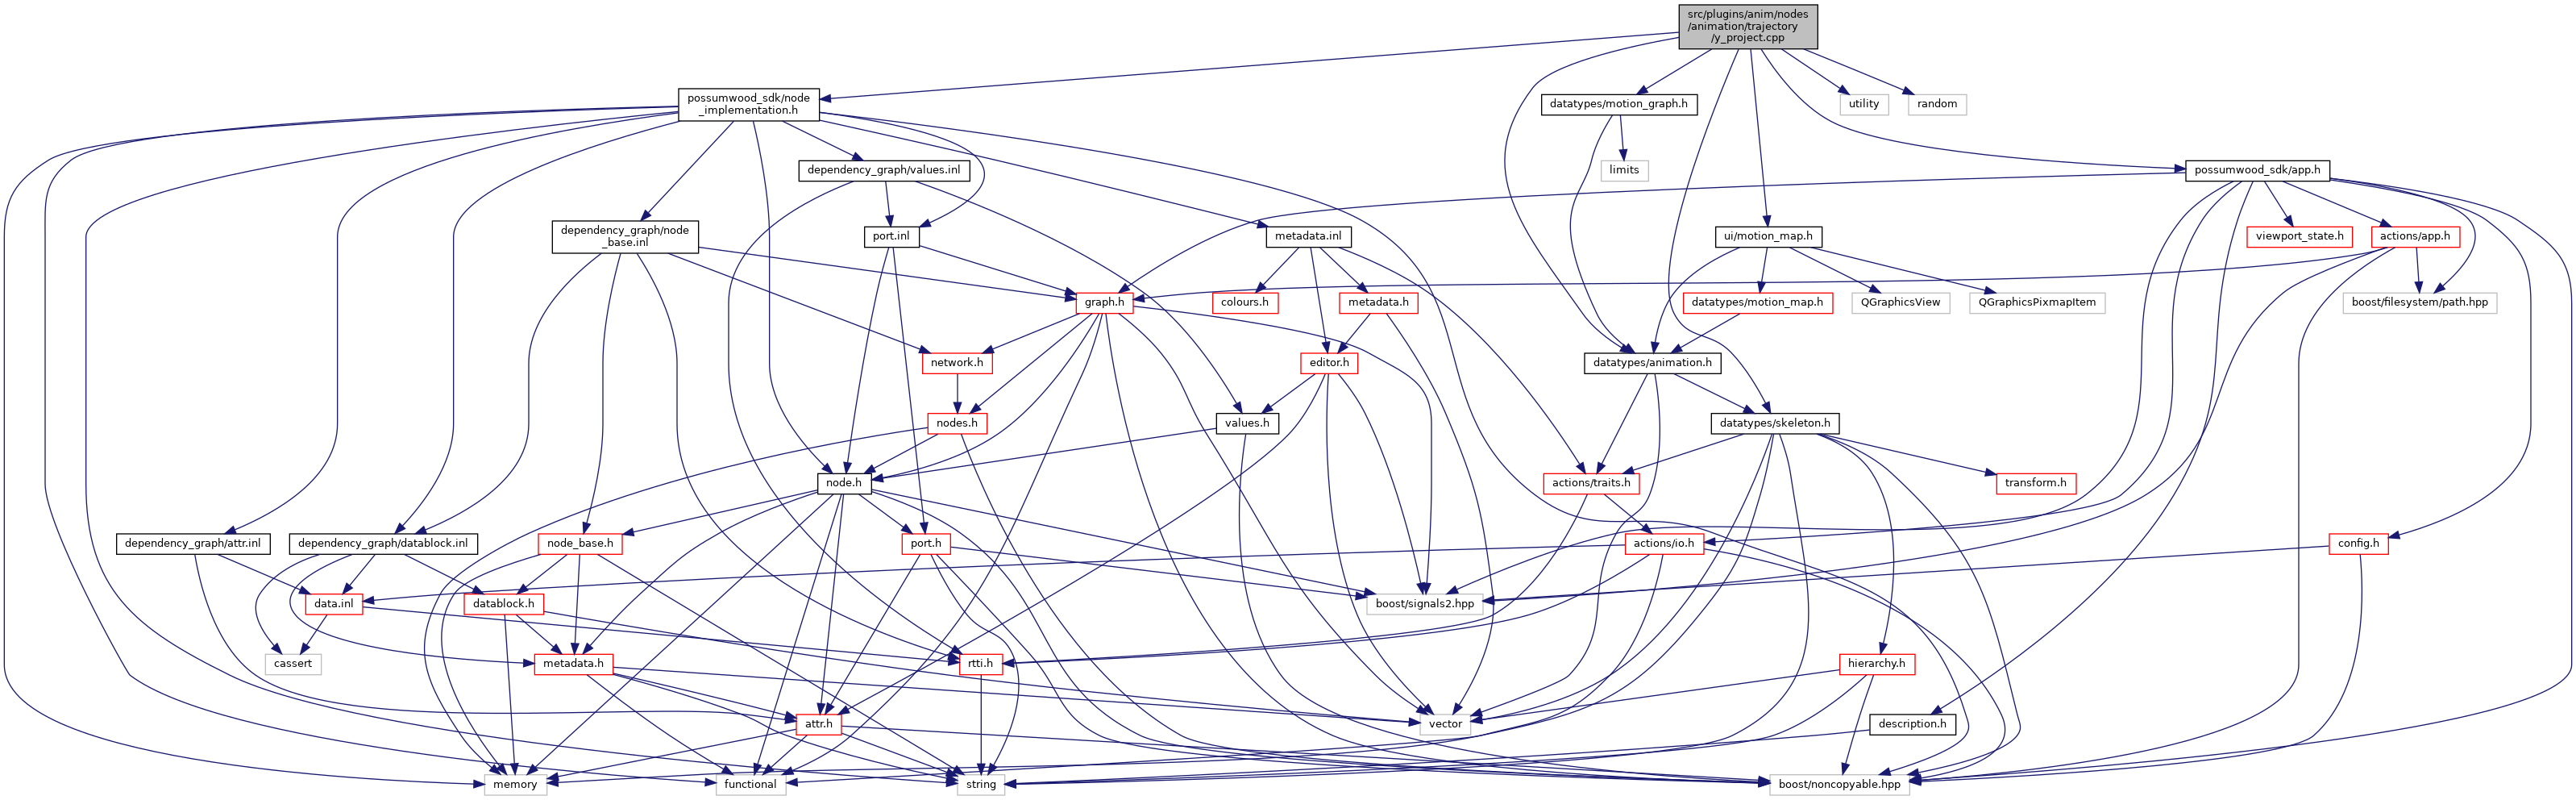 src/plugins/anim/nodes
/animation/trajectory
/y_project.cpp
possumwood_sdk/node
_implementation.h
datatypes/motion_graph.h
utility
random
dependency_graph/values.inl
limits
possumwood_sdk/app.h
dependency_graph/node
_base.inl
port.inl
metadata.inl
ui/motion_map.h
viewport_state.h
actions/app.h
graph.h
colours.h
metadata.h
datatypes/motion_map.h
QGraphicsView
QGraphicsPixmapItem
boost/filesystem/path.hpp
network.h
editor.h
datatypes/animation.h
nodes.h
values.h
datatypes/skeleton.h
node.h
actions/traits.h
transform.h
dependency_graph/attr.inl
dependency_graph/datablock.inl
node_base.h
port.h
actions/io.h
config.h
data.inl
datablock.h
boost/signals2.hpp
cassert
metadata.h
rtti.h
hierarchy.h
attr.h
vector
description.h
memory
functional
string
boost/noncopyable.hpp